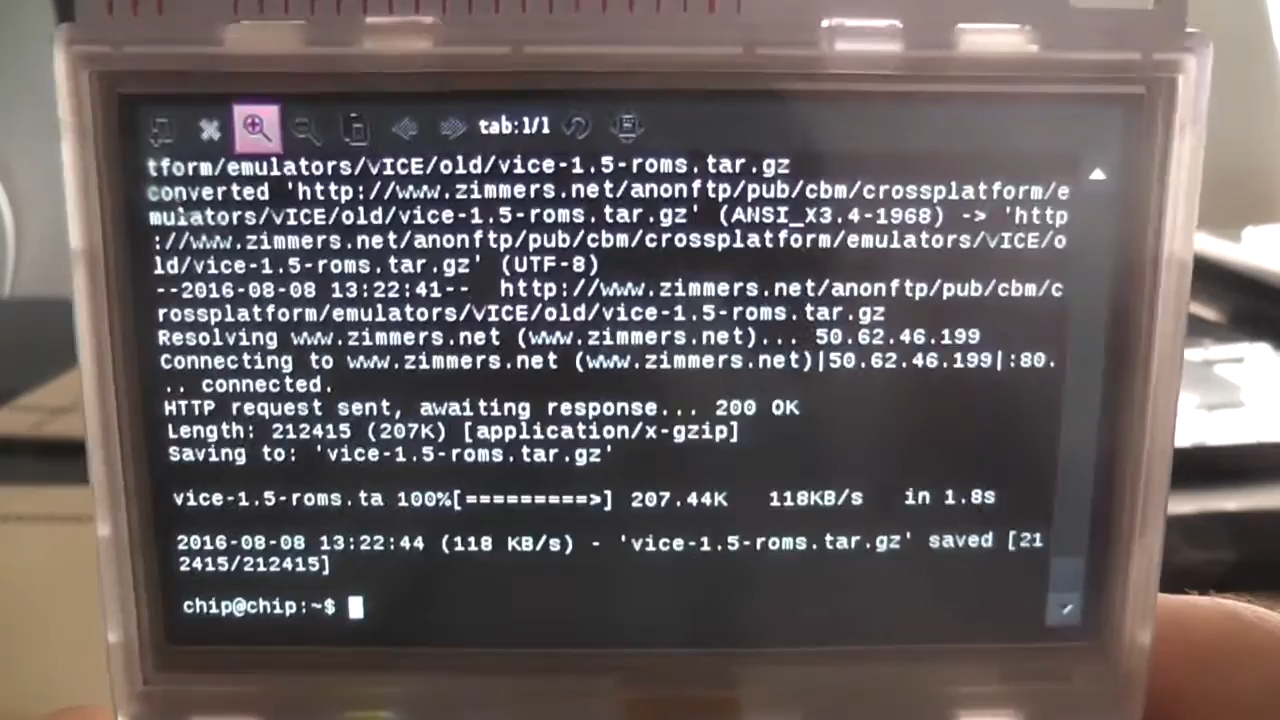 tab:1/1
tform/emulators/VICE/old/vice-1.5-roms.tar.gz
converted 'http://www.zimmers.net/anonftp/pub/cbm/crossplatform/e
mulators/VICE/old/vice-1.5-roms.tar.gz' (ANSI_X3.4-1968) -> 'http
://www.zimmers.net/anonftp/pub/cbm/crossplatform/emulators/VICE/o
ld/vice-1.5-roms.tar.gz' (UTF-8)
--2016-08-08 13:22:41--  http://www.zimmers.net/anonftp/pub/cbm/c
rossplatform/emulators/VICE/old/vice-1.5-roms.tar.gz
Resolving www.zimmers.net (www.zimmers.net)... 50.62.46.199
Connecting to www.zimmers.net (www.zimmers.net)|50.62.46.199|:80.
.. connected.
HTTP request sent, awaiting response... 200 OK
Length: 212415 (207K) [application/x-gzip]
Saving to: 'vice-1.5-roms.tar.gz'
vice-1.5-roms.ta 100%[=========>] 207.44K   118KB/s   in 1.8s
2016-08-08 13:22:44 (118 KB/s) - 'vice-1.5-roms.tar.gz' saved [21
2415/212415]
chip@chip:~$